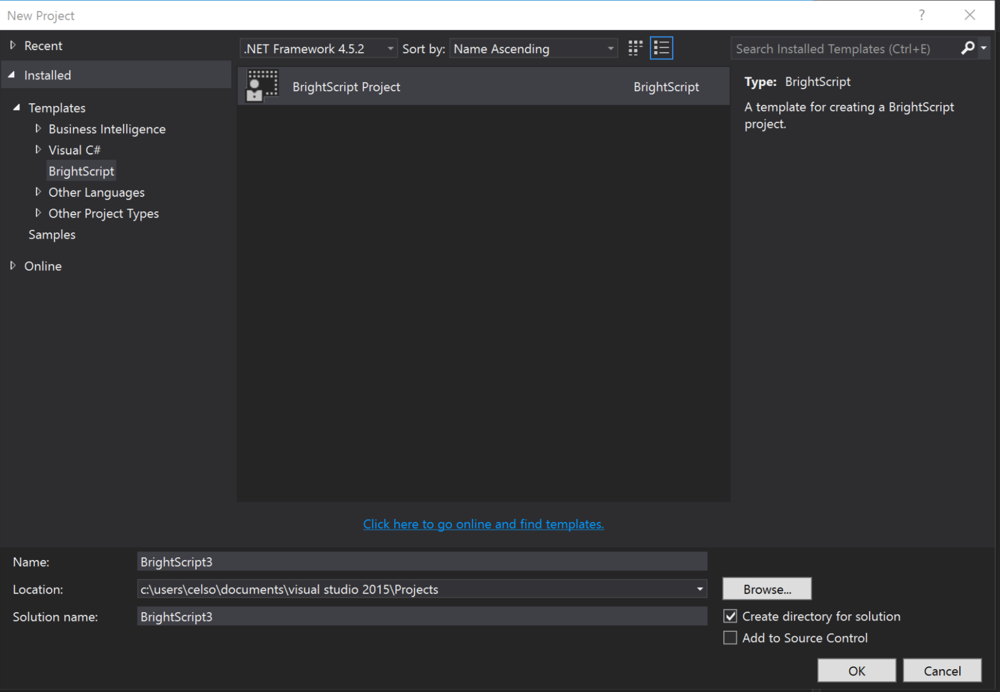 New Project
?
Recent
.NET Framework 4.5.2
Sort by:
Name Ascending
Search Installed Templates (Ctrl+E)
Installed
Templates
Business Intelligence
Visual C#
BrightScript
Other Languages
Other Project Types
Samples
Online
BrightScript Project
BrightScript
Type: BrightScript
A template for creating a BrightScript
project.
Click here to go online and find templates.
Name:
BrightScript3
Location:
c:\users\celso\documents\visual studio 2015\Projects
Browse...
Solution name:
BrightScript3
Create directory for solution
Add to Source Control
OK
Cancel